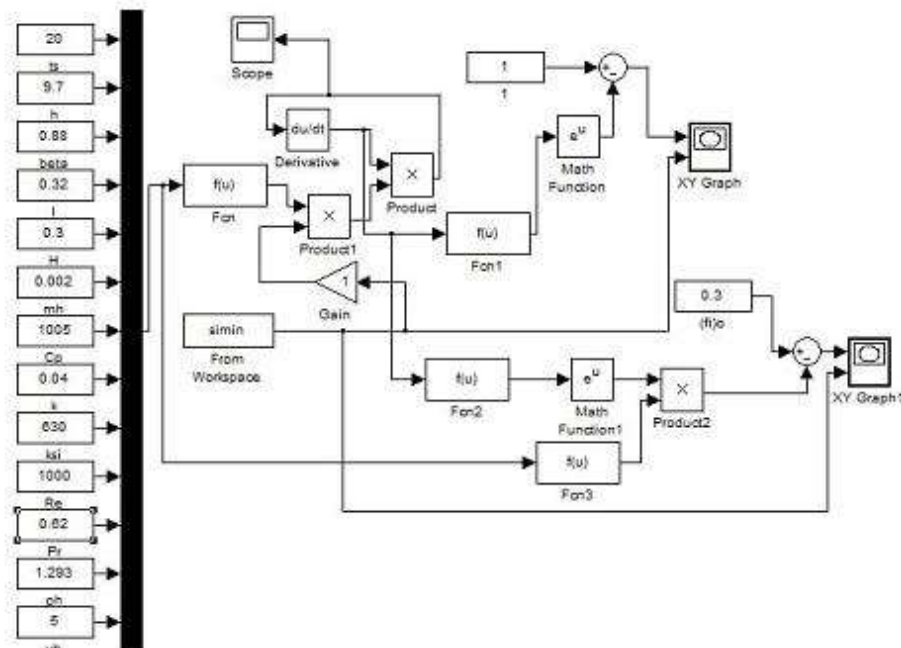 20
ts
9.7
h
0.88
beta
0.32
l
0.3
H
0.002
mh
1005
Cp
0.04
k
630
ksi
1000
Re
0.62
Pr
1.293
ph
5
Scope
du/dt
Derivative
f(u)
Fcn
×
Product1
×
Product
1
Gain
simin
From
Workspace
1
1
+
-
e^u
Math
Function
f(u)
Fcn1
XY Graph
0.3
+
-
f(u)
Fcn2
e^u
Math
Function1
×
Product2
f(u)
Fcn3
XY Graph1